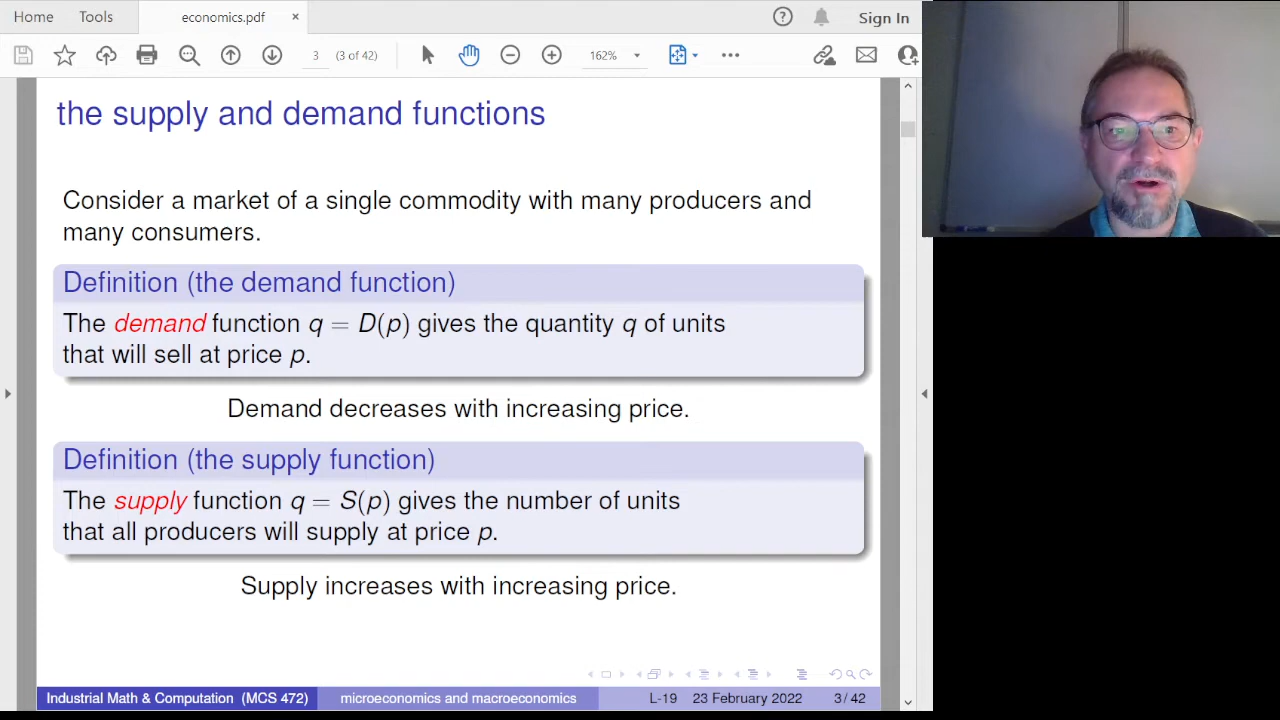 Home Tools economics.pdf × Sign In
3 (3 of 42) 162%
the supply and demand functions
Consider a market of a single commodity with many producers and
many consumers.
Definition (the demand function)
The demand function q = D(p) gives the quantity q of units
that will sell at price p.
Demand decreases with increasing price.
Definition (the supply function)
The supply function q = S(p) gives the number of units
that all producers will supply at price p.
Supply increases with increasing price.
Industrial Math & Computation (MCS 472) microeconomics and macroeconomics L-19 23 February 2022 3 / 42